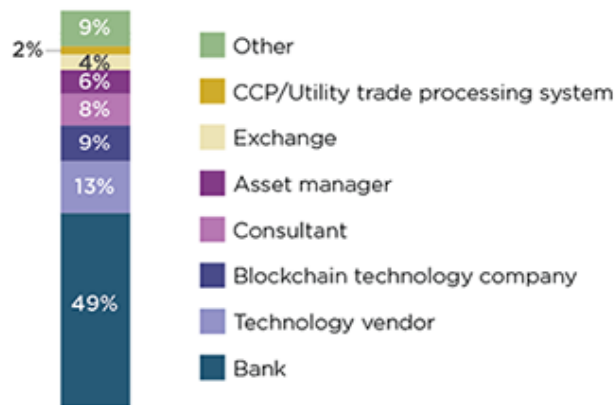 9%
2%
4%
6%
8%
9%
13%
49%
Other
CCP/Utility trade processing system
Exchange
Asset manager
Consultant
Blockchain technology company
Technology vendor
Bank